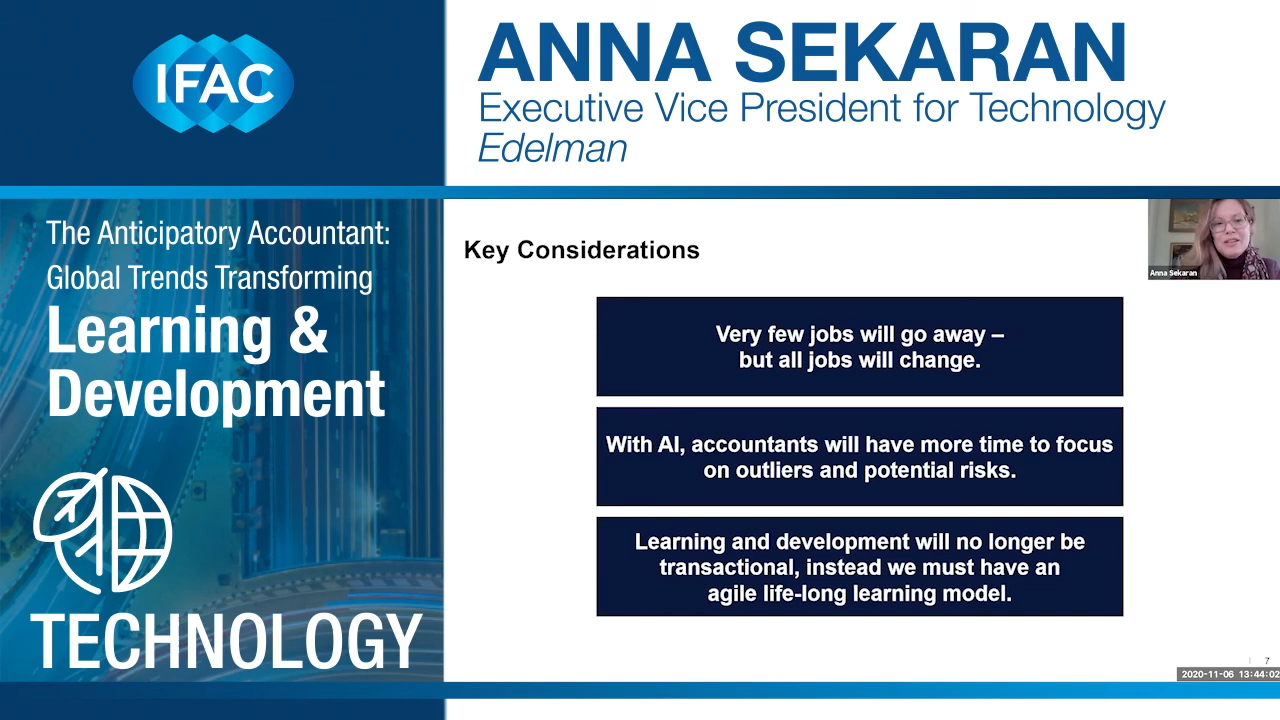 IFAC
ANNA SEKARAN
Executive Vice President for Technology
Edelman
The Anticipatory Accountant:
Global Trends Transforming
Learning &
Development
TECHNOLOGY
Key Considerations
Anna Sekaran
Very few jobs will go away –
but all jobs will change.
With AI, accountants will have more time to focus
on outliers and potential risks.
Learning and development will no longer be
transactional, instead we must have an
agile life-long learning model.
7
2020-11-06 13:44:02